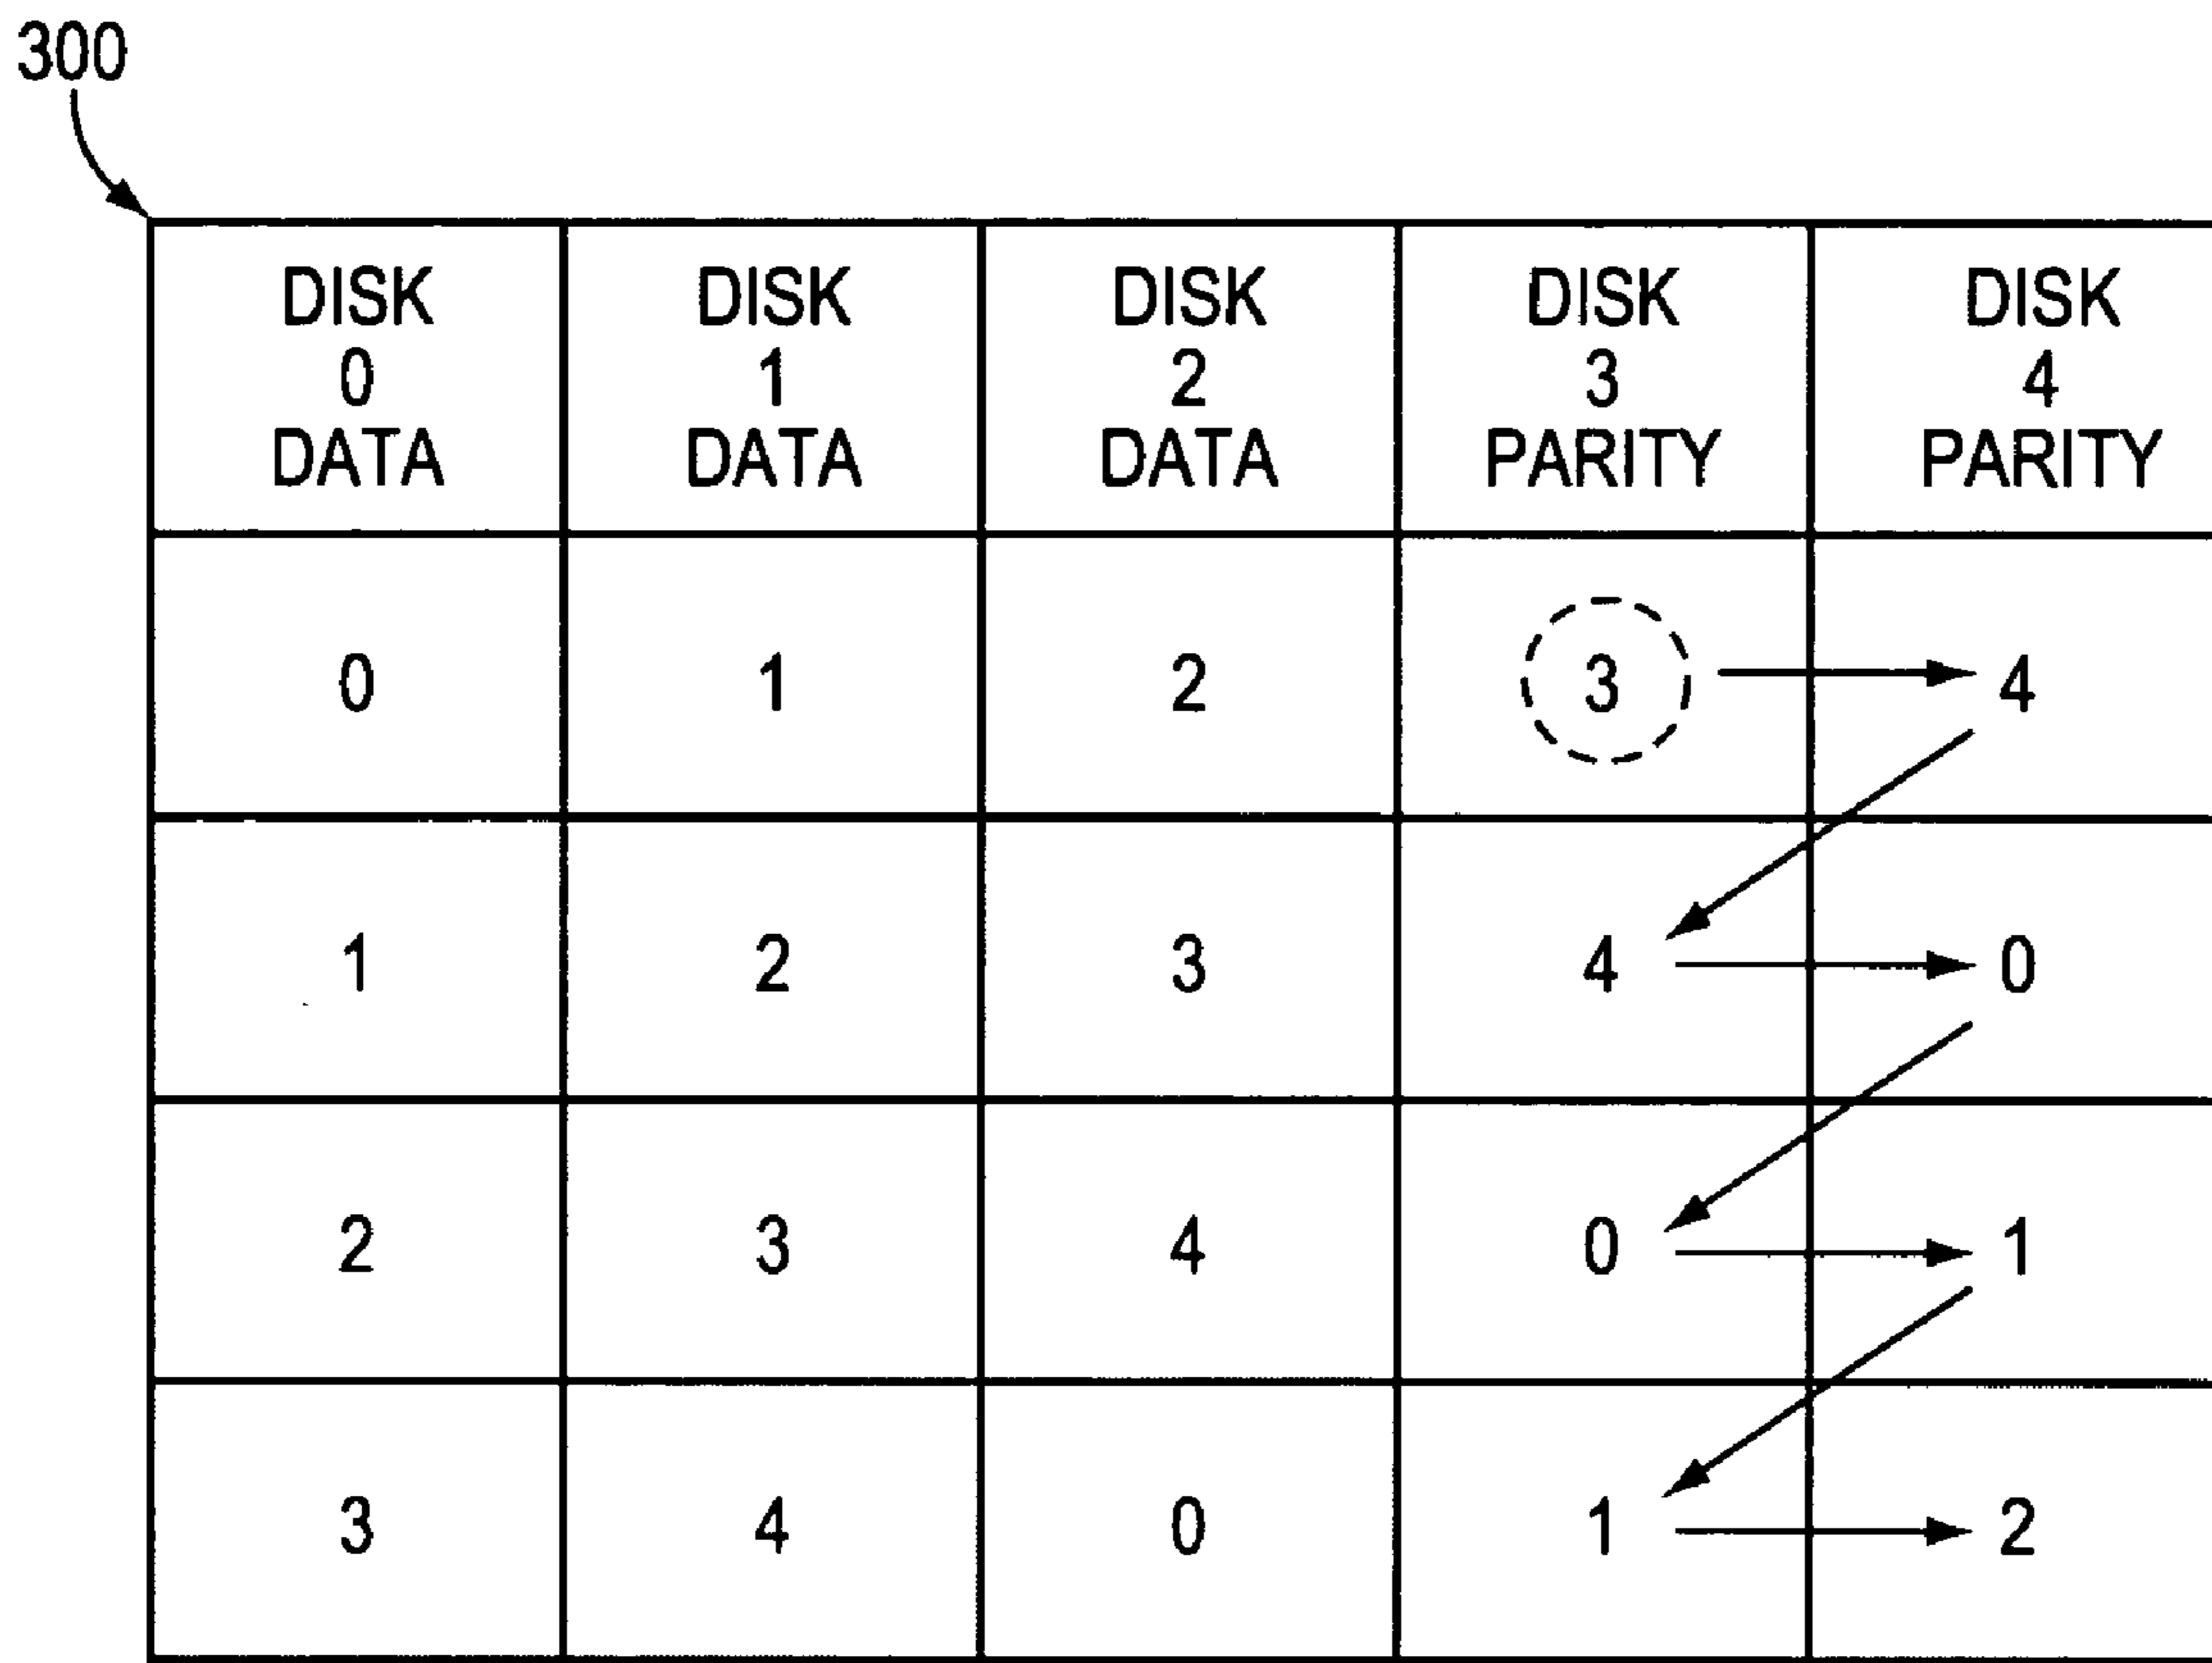 300
DISK 0 DATA
DISK 1 DATA
DISK 2 DATA
DISK 3 PARITY
DISK 4 PARITY
0 1 2 3 4
1 2 3 4 0
2 3 4 0 1
3 4 0 1 2